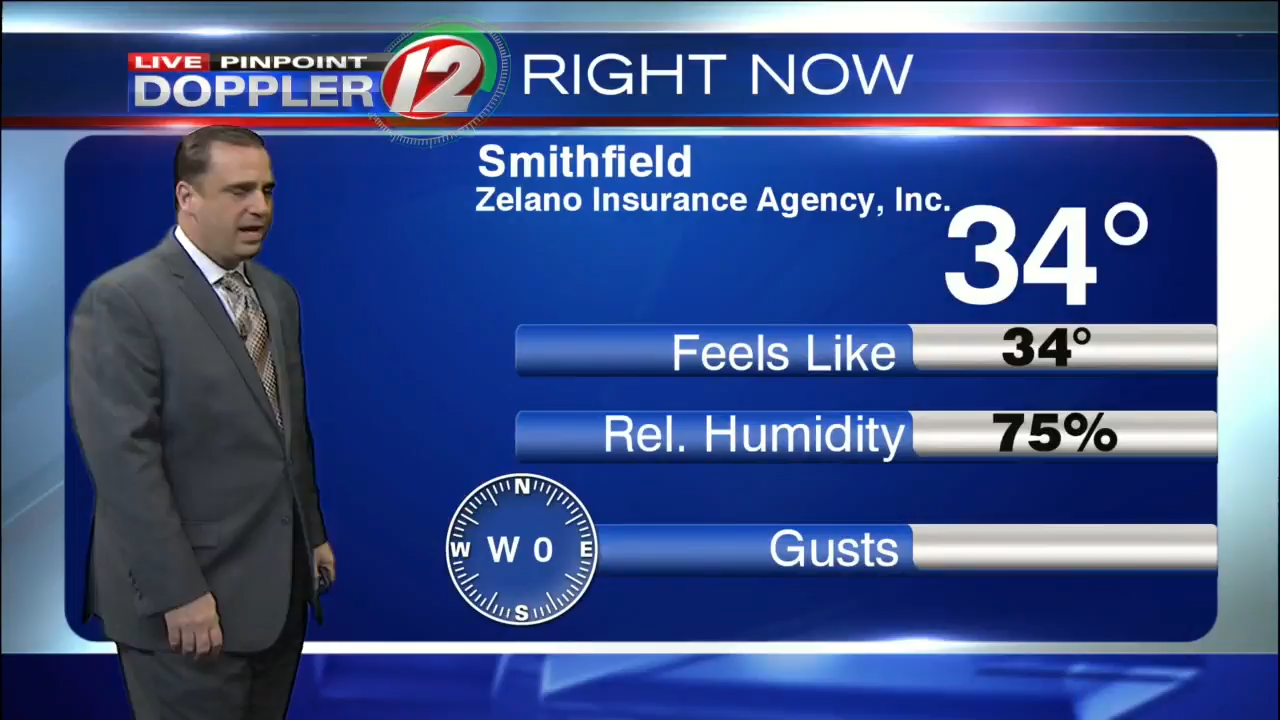 LIVE PINPOINT
DOPPLER 12
RIGHT NOW
Smithfield
Zelano Insurance Agency, Inc.
34°
Feels Like 34°
Rel. Humidity 75%
N
W W 0 E
S
Gusts